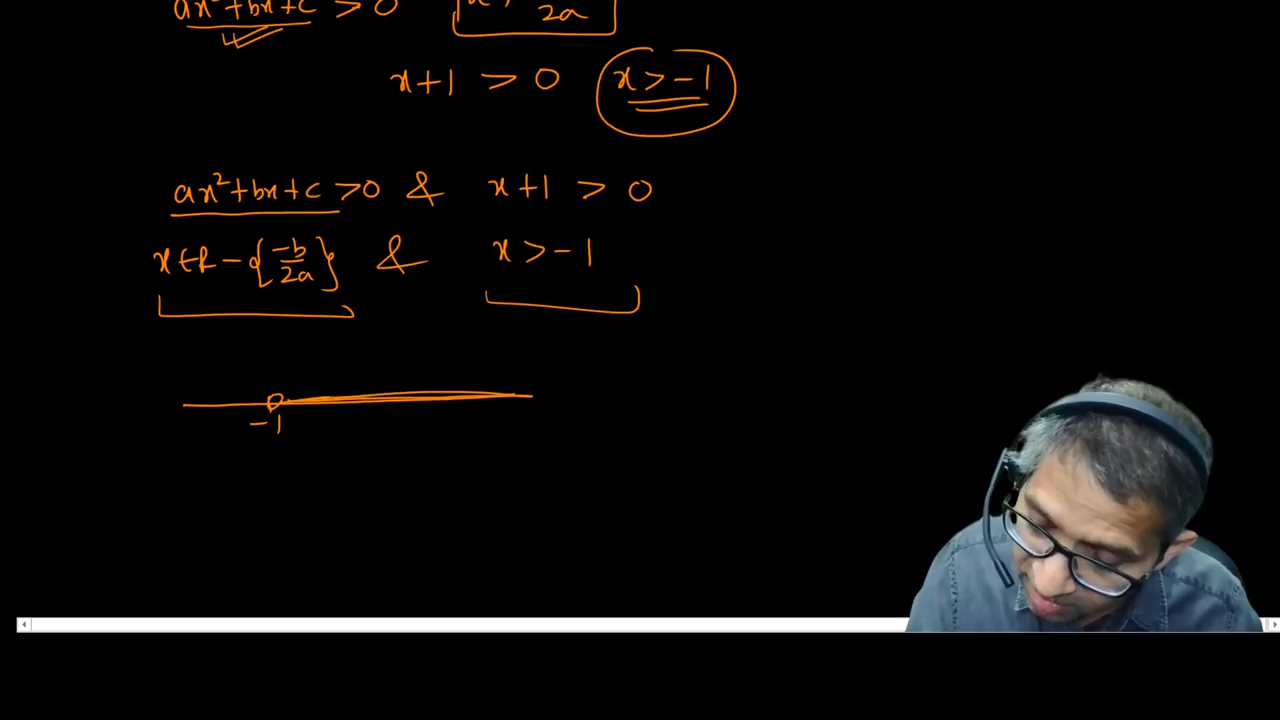 ax²+bx+c > 0
2a
x+1 > 0 x>-1
ax²+bx+c >0 & x+1 > 0
x∈R - {-b/2a} & x>-1
-1